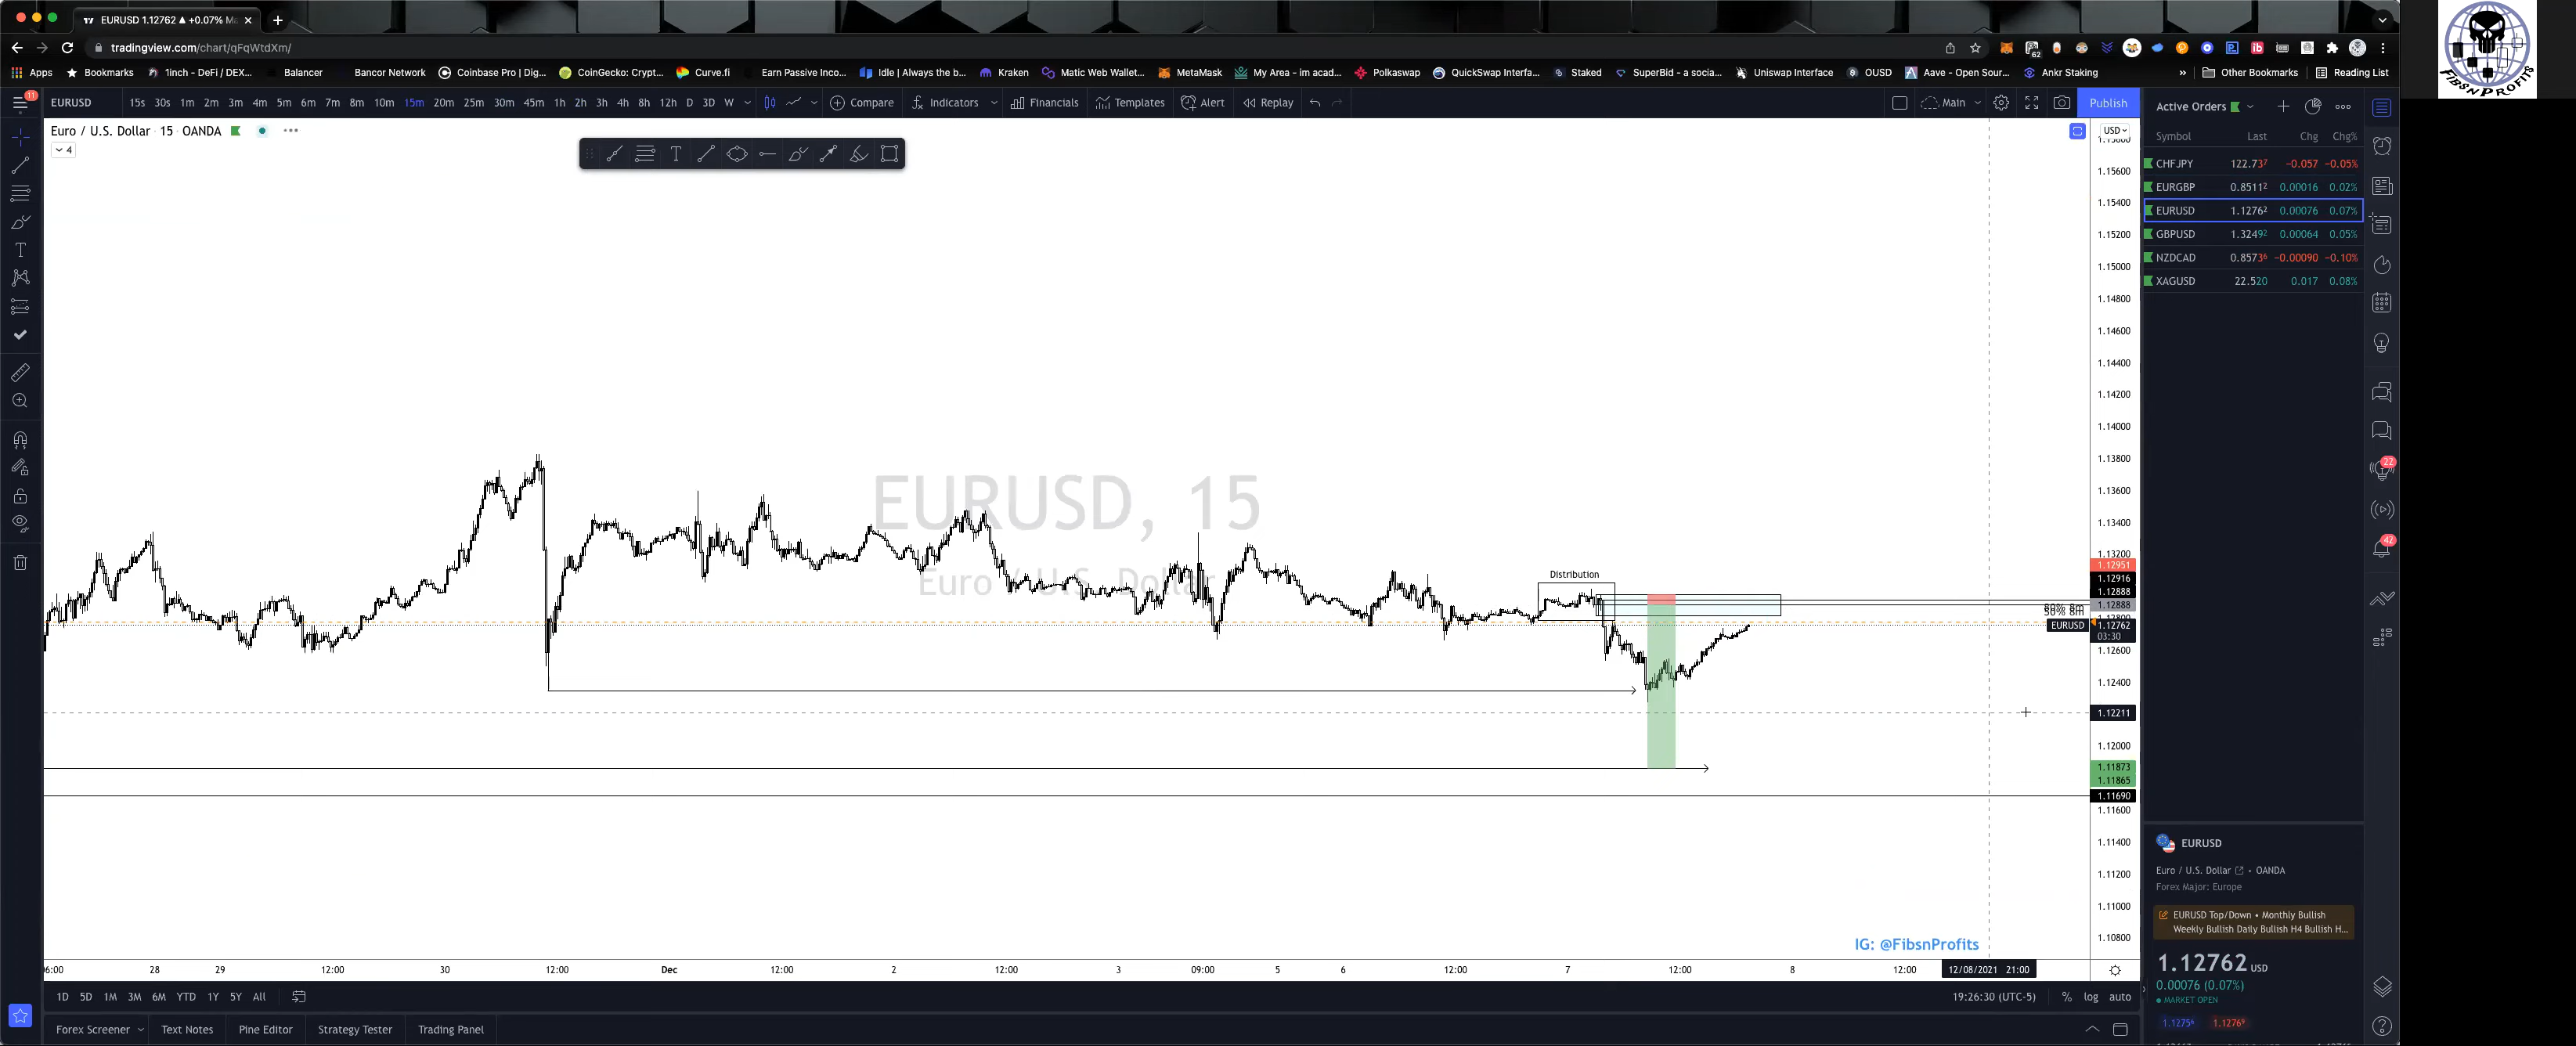 EURUSD 1.12762 ▲ +0.07%
tradingview.com/chart/qFqWtdXm/
Apps Bookmarks 1inch - DeFi / DEX... Balancer Bancor Network Coinbase Pro | Dig... CoinGecko: Crypt... Curve.fi Earn Passive Inco... Idle | Always the b... Kraken Matic Web Wallet... MetaMask My Area - im acad... Polkaswap QuickSwap Interfa... Staked SuperBid - a socia... Uniswap Interface OUSD Aave - Open Sour... Ankr Staking » Other Bookmarks Reading List
FIBSNPROFITS
11
EURUSD 15s 30s 1m 2m 3m 4m 5m 6m 7m 8m 10m 15m 20m 25m 30m 45m 1h 2h 3h 4h 8h 12h D 3D W Compare Indicators Financials Templates Alert Replay Main Publish
Euro / U.S. Dollar · 15 · OANDA
4
USD
Active Orders
Symbol Last Chg Chg%
CHFJPY 122.737 −0.057 −0.05%
EURGBP 0.85112 0.00016 0.02%
EURUSD 1.12762 0.00076 0.07%
GBPUSD 1.32492 0.00064 0.05%
NZDCAD 0.85736 −0.00090 −0.10%
XAGUSD 22.520 0.017 0.08%
1.15600
1.15400
1.15200
1.15000
1.14800
1.14600
1.14400
1.14200
1.14000
1.13800
1.13600
1.13400
1.13200
1.12951
1.12916
1.12888
1.12888
EURUSD 1.12762
03:30
1.12600
1.12400
1.12211
1.12000
1.11873
1.11865
1.11690
1.11600
1.11400
1.11200
1.11000
1.10800
EURUSD, 15
Euro / U.S. Dollar
Distribution
50% 8m
IG: @FibsnProfits
22
42
28 29 12:00 30 12:00 Dec 12:00 2 12:00 3 09:00 5 6 12:00 7 12:00 8 12:00 12/08/2021 21:00
1D 5D 1M 3M 6M YTD 1Y 5Y All
19:26:30 (UTC-5) % log auto
Forex Screener Text Notes Pine Editor Strategy Tester Trading Panel
EURUSD
Euro / U.S. Dollar • OANDA
Forex Major: Europe
EURUSD Top/Down • Monthly Bullish
Weekly Bullish Daily Bullish H4 Bullish H...
1.12762 USD
0.00076 (0.07%)
MARKET OPEN
1.12756 1.12769